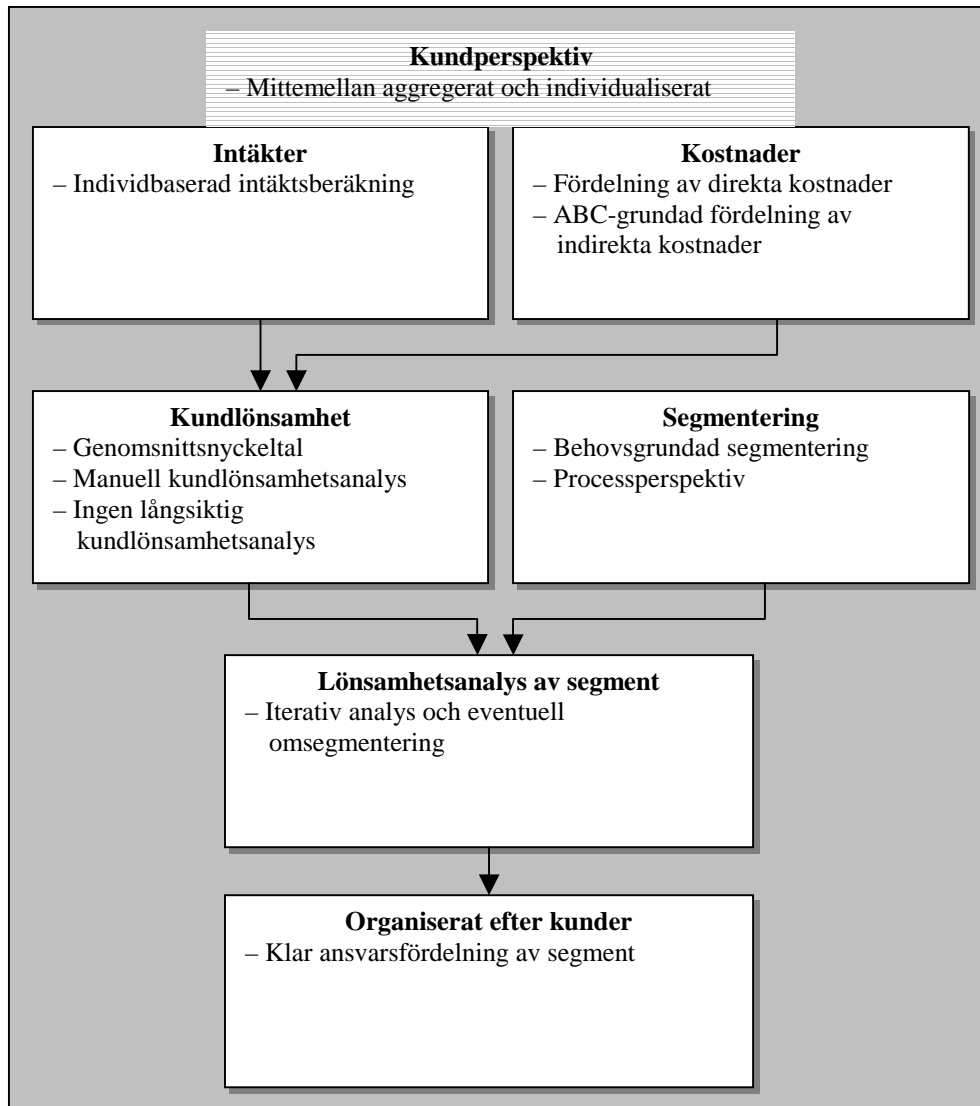 Kundperspektiv
– Mittemellan aggregerat och individualiserat
Intäkter
– Individbaserad intäktsberäkning
Kostnader
– Fördelning av direkta kostnader
– ABC-grundad fördelning av
indirekta kostnader
Kundlönsamhet
– Genomsnittsnyckeltal
– Manuell kundlönsamhetsanalys
– Ingen långsiktig
kundlönsamhetsanalys
Segmentering
– Behovsgrundad segmentering
– Processperspektiv
Lönsamhetsanalys av segment
– Iterativ analys och eventuell
omsegmentering
Organiserat efter kunder
– Klar ansvarsfördelning av segment